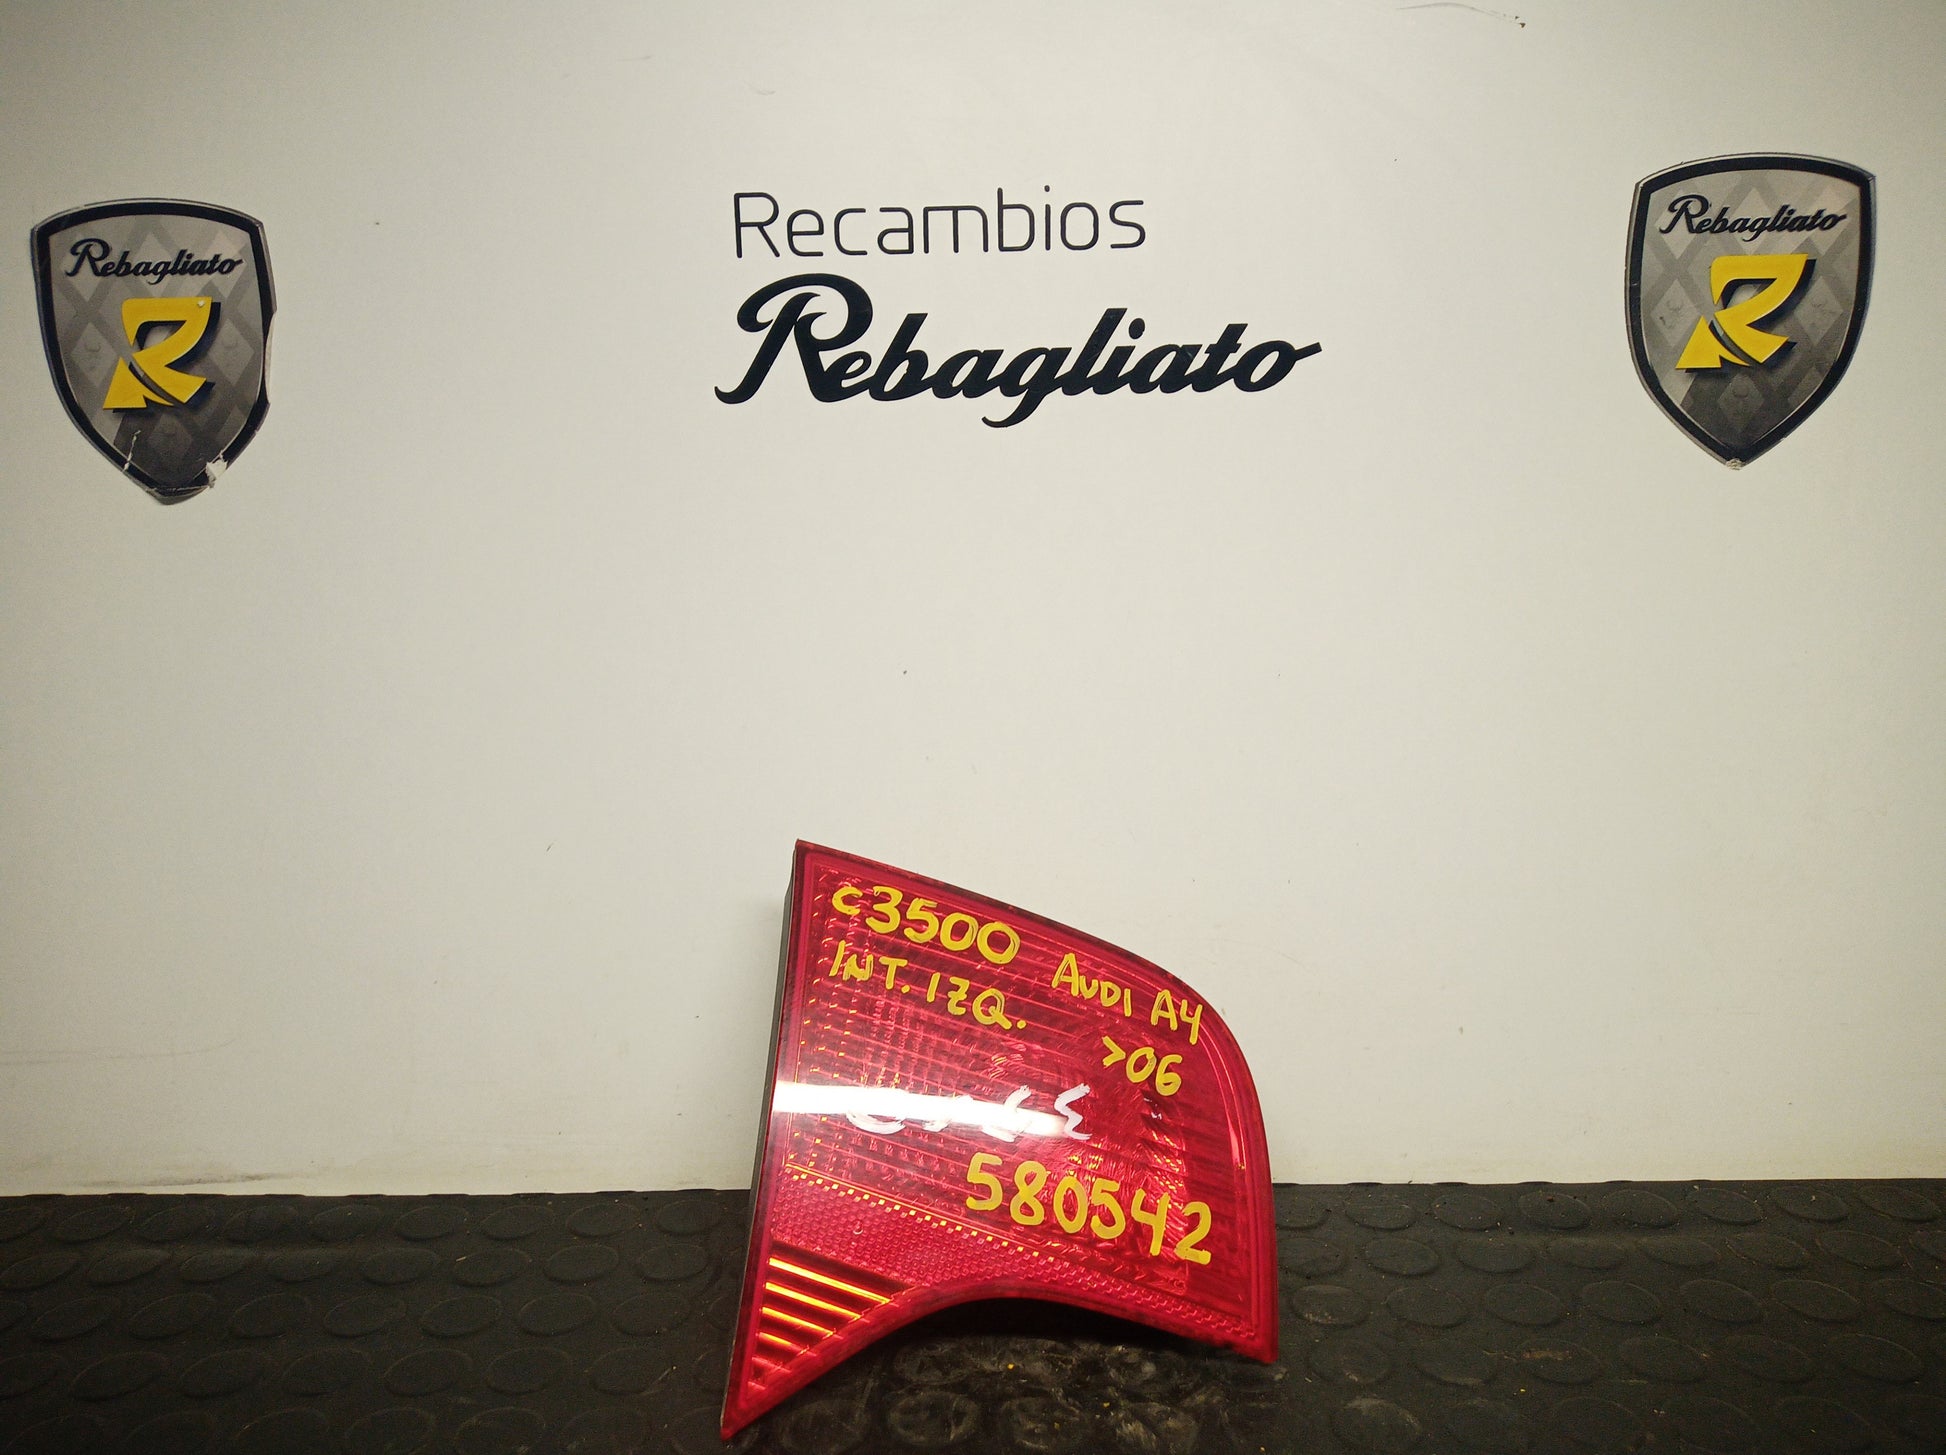 Recambios
Rebagliato
Rebagliato
R
Rebagliato
R
C3500
INT. IZQ.
AUDI A4
>06
580542